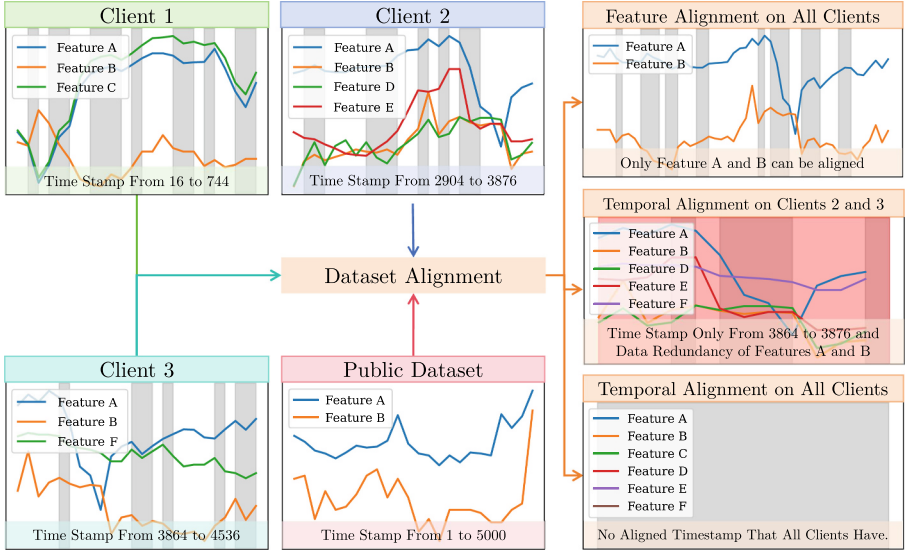 Client 1
Feature A
Feature B
Feature C
Time Stamp From 16 to 744
Client 2
Feature A
Feature B
Feature D
Feature E
Time Stamp From 2904 to 3876
Feature Alignment on All Clients
Feature A
Feature B
Only Feature A and B can be aligned
Dataset Alignment
Temporal Alignment on Clients 2 and 3
Feature A
Feature B
Feature D
Feature E
Feature F
Time Stamp Only From 3864 to 3876 and
Data Redundancy of Features A and B
Client 3
Feature A
Feature B
Feature F
Time Stamp From 3864 to 4536
Public Dataset
Feature A
Feature B
Time Stamp From 1 to 5000
Temporal Alignment on All Clients
Feature A
Feature B
Feature C
Feature D
Feature E
Feature F
No Aligned Timestamp That All Clients Have.